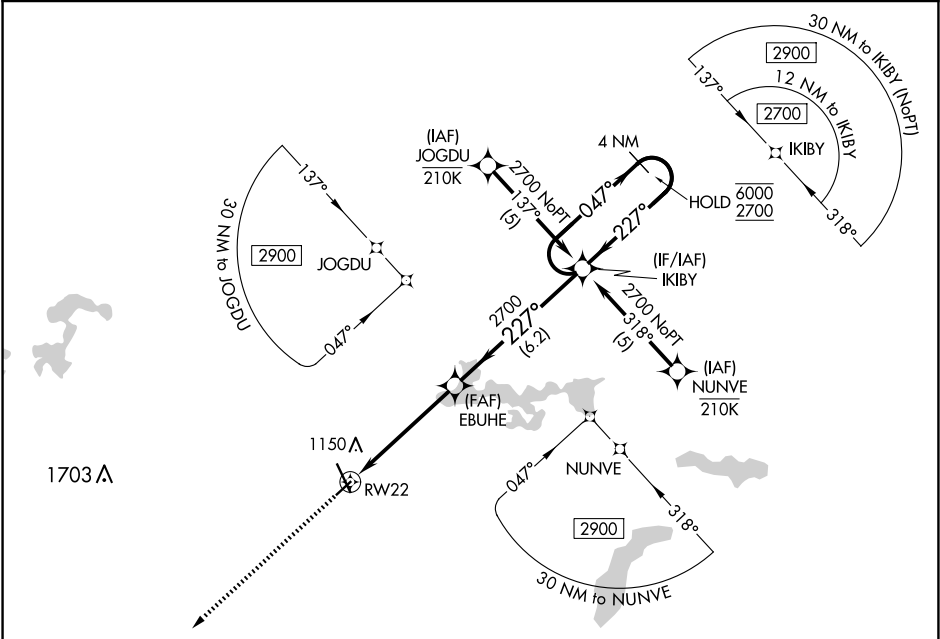 30 NM to IKIBY (NoPT)
2900
12 NM to IKIBY
2700
137°
IKIBY
318°
(IAF)
JOGDU
210K
2700 NoPT
137°
(5)
4 NM
047°
227°
HOLD 6000
2700
137°
30 NM to JOGDU
2900
JOGDU
047°
(IF/IAF)
IKIBY
2700 NoPT
318°
(5)
2700
227°
(6.2)
(IAF)
NUNVE
210K
(FAF)
EBUHE
1150
RW22
1703
NUNVE
047°
318°
2900
30 NM to NUNVE